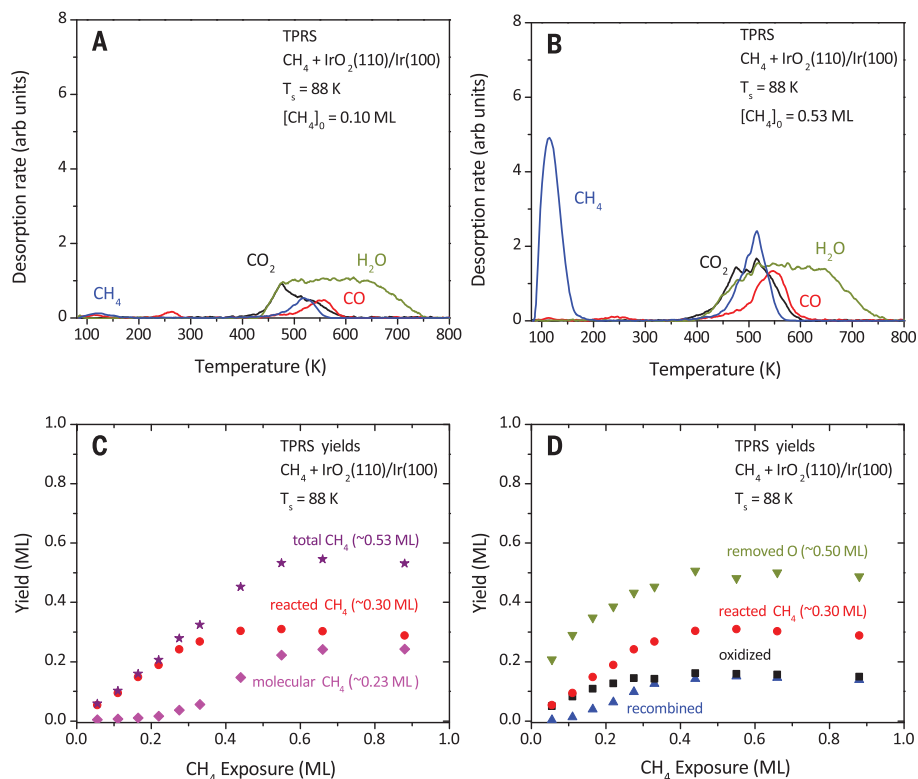 A
TPRS
CH₄ + IrO₂(110)/Ir(100)
Tₛ = 88 K
[CH₄]₀ = 0.10 ML
CH₄
CO₂
H₂O
CO
8
6
4
2
0
100 200 300 400 500 600 700 800
Temperature (K)
Desorption rate (arb units)
B
TPRS
CH₄ + IrO₂(110)/Ir(100)
Tₛ = 88 K
[CH₄]₀ = 0.53 ML
CH₄
CO₂
H₂O
CO
8
6
4
2
0
100 200 300 400 500 600 700 800
Temperature (K)
Desorption rate (arb units)
C
TPRS yields
CH₄ + IrO₂(110)/Ir(100)
Tₛ = 88 K
total CH₄ (~0.53 ML)
reacted CH₄ (~0.30 ML)
molecular CH₄ (~0.23 ML)
1.0
0.8
0.6
0.4
0.2
0.0
0.0 0.2 0.4 0.6 0.8 1.0
CH₄ Exposure (ML)
Yield (ML)
D
TPRS yields
CH₄ + IrO₂(110)/Ir(100)
Tₛ = 88 K
removed O (~0.50 ML)
reacted CH₄ (~0.30 ML)
oxidized
recombined
1.0
0.8
0.6
0.4
0.2
0.0
0.0 0.2 0.4 0.6 0.8 1.0
CH₄ Exposure (ML)
Yield (ML)